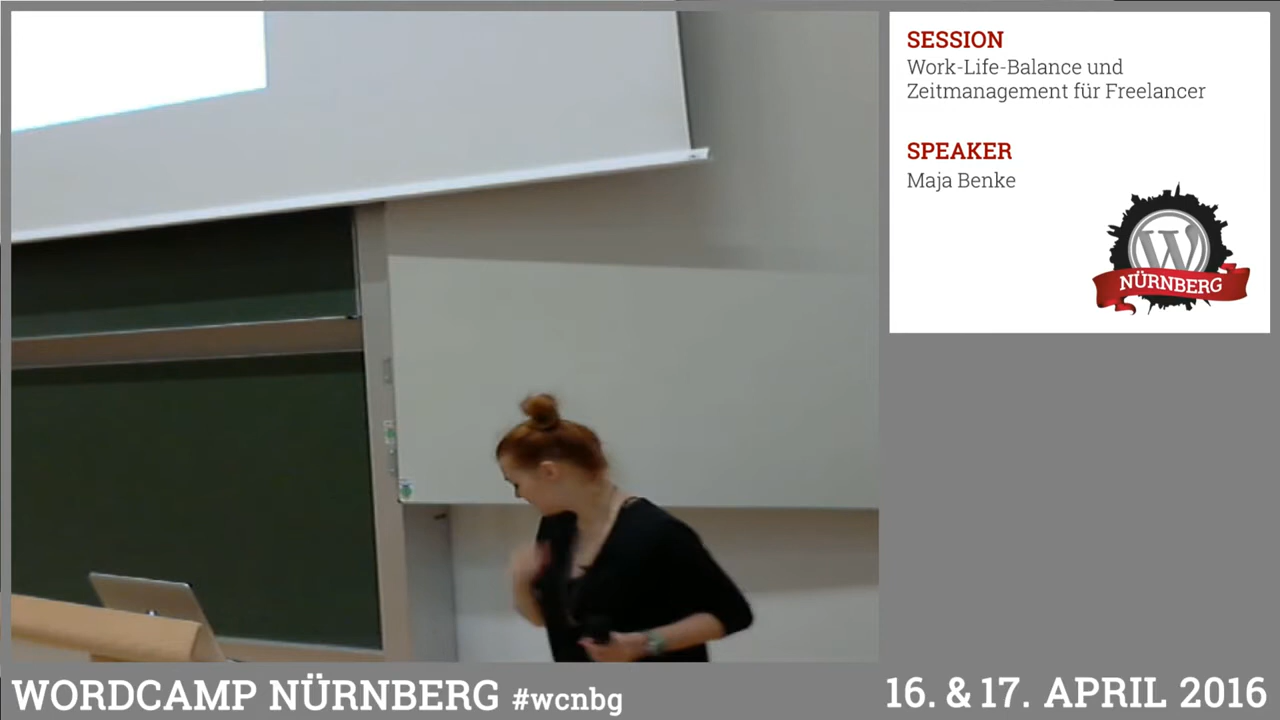 SESSION
Work-Life-Balance und
Zeitmanagement für Freelancer
SPEAKER
Maja Benke
W
NÜRNBERG
WORDCAMP NÜRNBERG #wcnbg
16. & 17. APRIL 2016